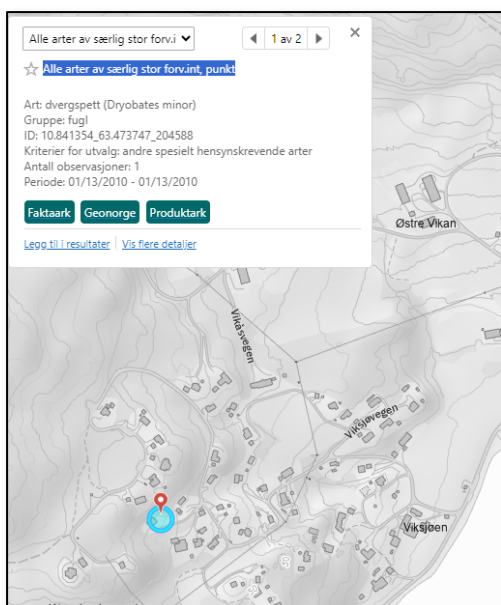 Alle arter av særlig stor forv.i
1 av 2
Alle arter av særlig stor forv.int, punkt
Art: dvergspett (Dryobates minor)
Gruppe: fugl
ID: 10.841354_63.473747_204588
Kriterier for utvalg: andre spesielt hensynskrevende arter
Antall observasjoner: 1
Periode: 01/13/2010 - 01/13/2010
Faktaark Geonorge Produktark
Legg til i resultater Vis flere detaljer
Østre Vikan
Vikåsvegen
Viksjøvegen
Viksjøen